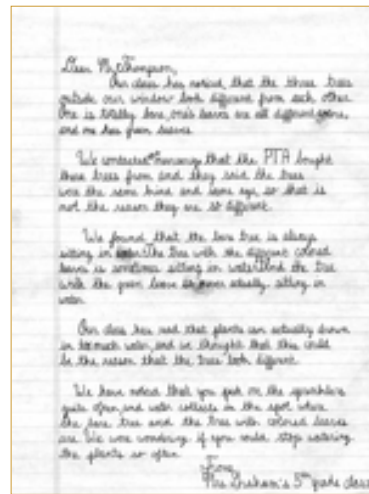 Dear Mr. Thompson,
Our class has noticed that the three trees
outside our window look different from each other.
One is totally bare, one's leaves are all different colors,
and one has green leaves.
We contacted the nursery that the PTA bought
these trees from and they said the trees
were the same kind and same age, so that is
not the reason they are so different.
We found that the bare tree is always
sitting in water. The tree with the different colored
leaves is sometimes sitting in water. And the tree
with the green leaves is never actually sitting in
water.
Our class has read that plants can actually drown
in too much water and we thought that this could
be the reason that the trees look different.
We have noticed that you put on the sprinklers
quite often and water collects in the spot where
the bare tree and the tree with colored leaves
are. We were wondering if you could stop watering
the plants so often.
From,
Mrs. Graham's 5th grade class